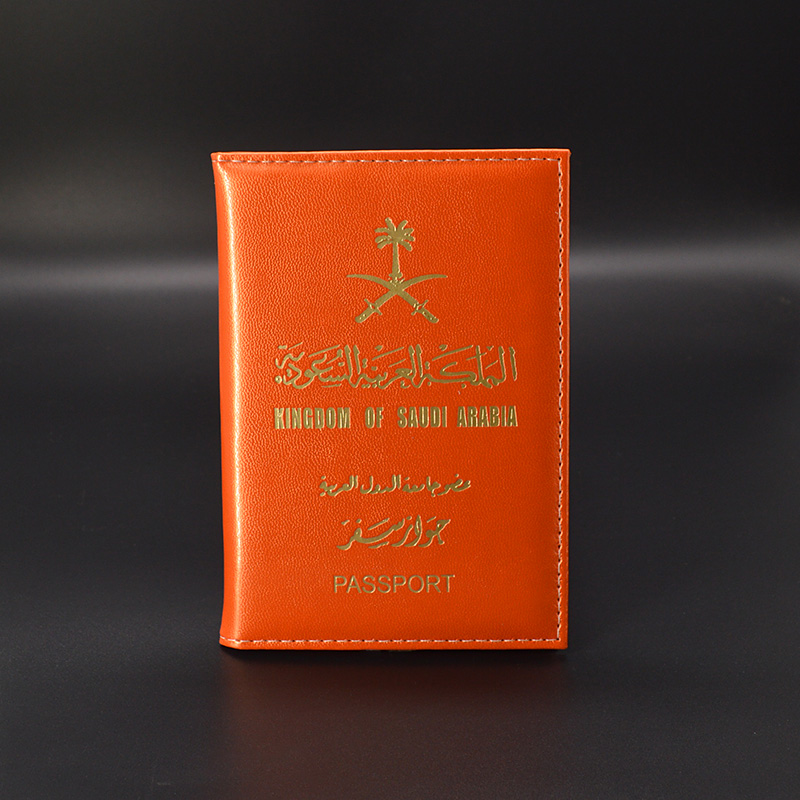 المملكة العربية السعودية
KINGDOM OF SAUDI ARABIA
عضو جامعة الدول العربية
جواز سفر
PASSPORT